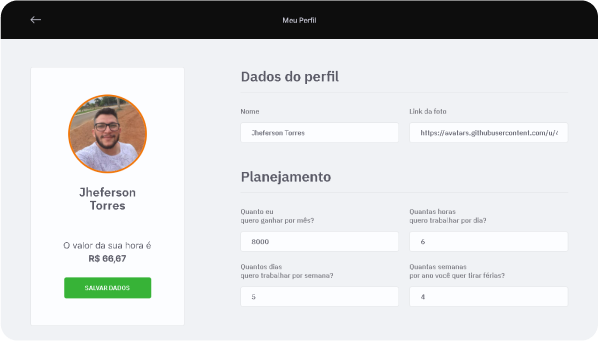 Meu Perfil
Jheferson
Torres
O valor da sua hora é
R$ 66,67
SALVAR DADOS
Dados do perfil
Nome
Link da foto
Jheferson Torres
https://avatars.githubusercontent.com/u/
Planejamento
Quanto eu
quero ganhar por mês?
Quantas horas
quero trabalhar por dia?
8000
6
Quantos dias
quero trabalhar por semana?
Quantas semanas
por ano você quer tirar férias?
5
4